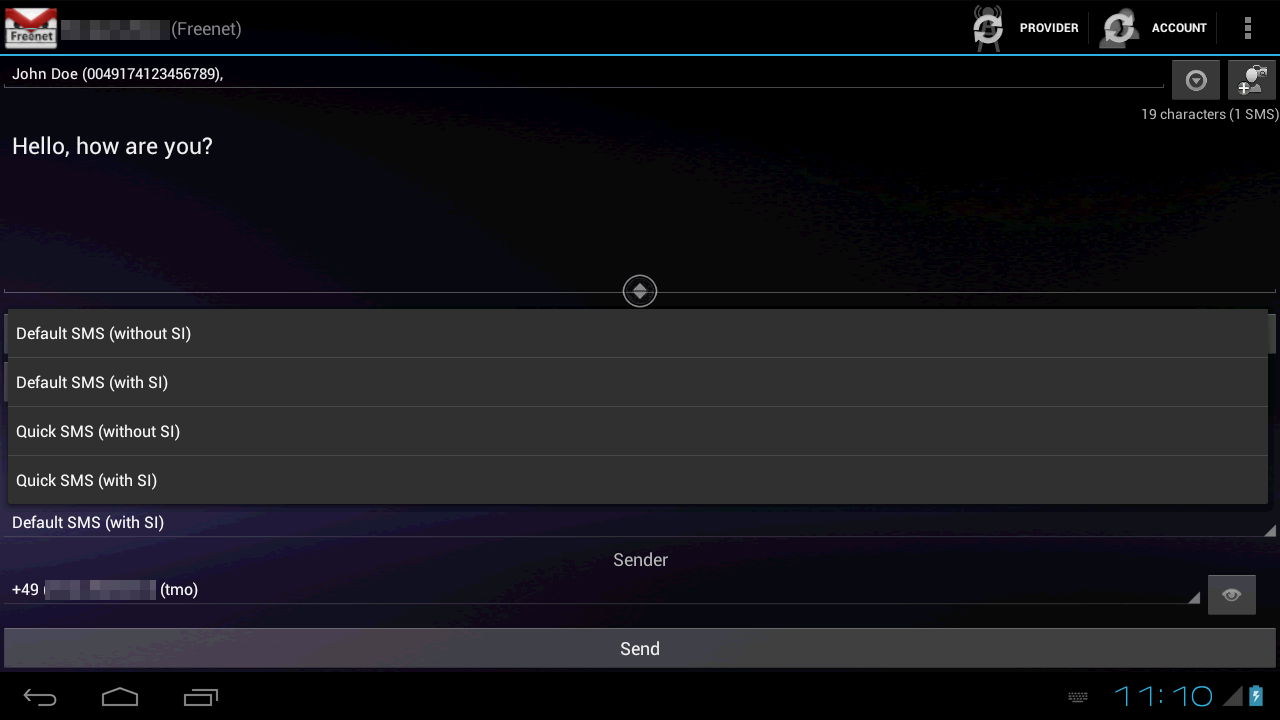 Freenet
(Freenet)
PROVIDER
ACCOUNT
John Doe (0049174123456789),
19 characters (1 SMS)
Hello, how are you?
Default SMS (without SI)
Default SMS (with SI)
Quick SMS (without SI)
Quick SMS (with SI)
Default SMS (with SI)
Sender
+49 ( (tmo)
Send
11:10